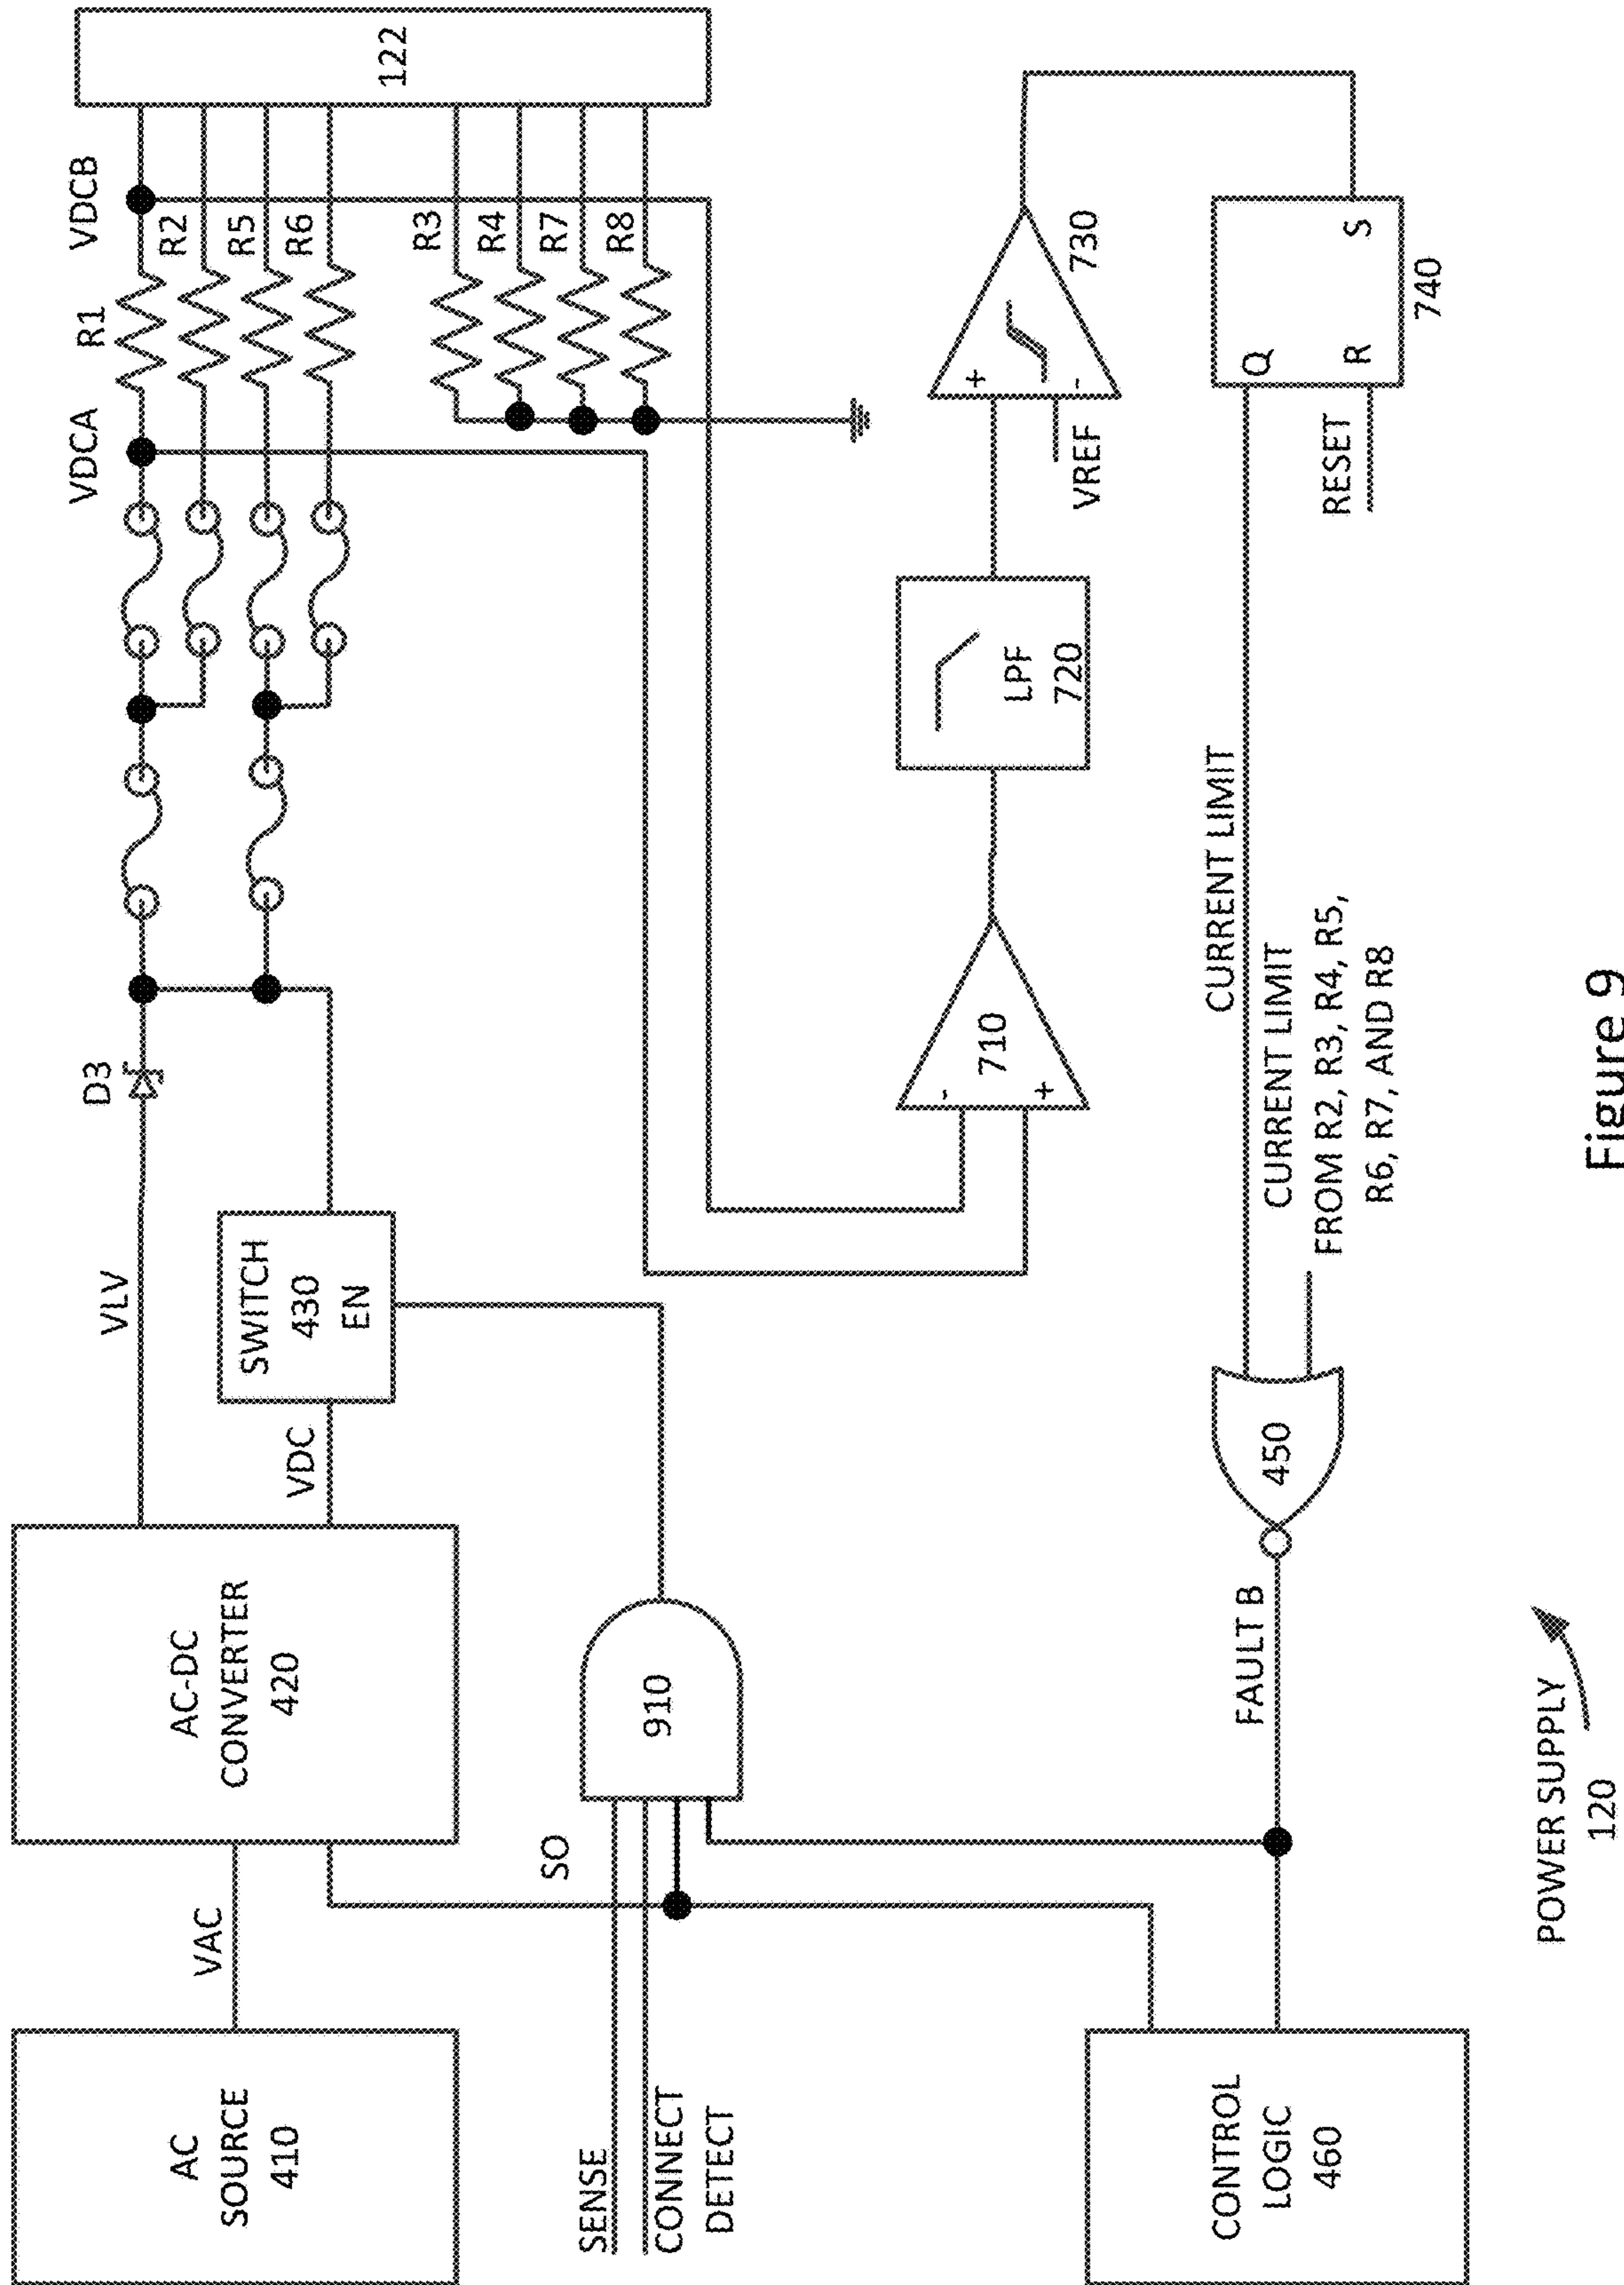 AC
SOURCE
410
VAC
AC-DC
CONVERTER
420
VLV
VDC
SWITCH
430
EN
D3
VDCA
R1
VDCB
R2
R5
R6
R3
R4
R7
R8
122
SENSE
CONNECT
DETECT
SO
910
710
-
+
LPF
720
+
-
730
VREF
CONTROL
LOGIC
460
FAULT B
450
CURRENT LIMIT
CURRENT LIMIT
FROM R2, R3, R4, R5,
R6, R7, AND R8
Q
R
S
740
RESET
POWER SUPPLY
120
Figure 9